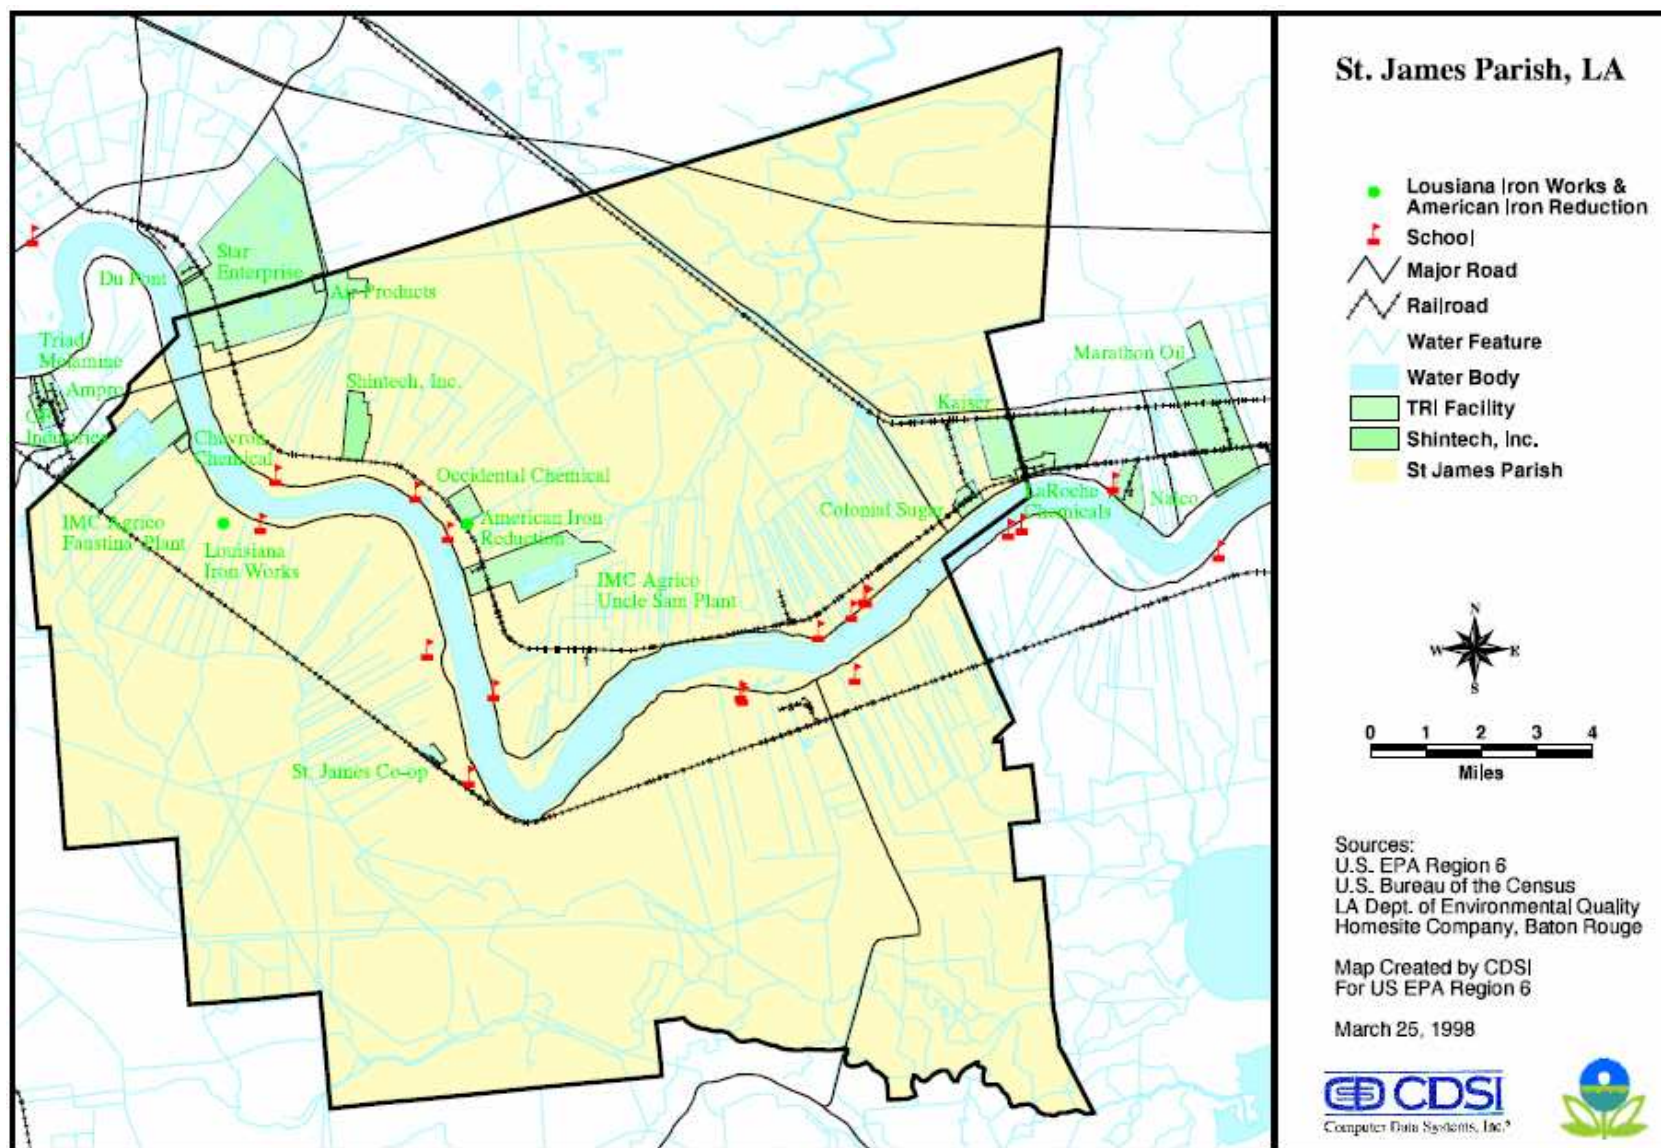 St. James Parish, LA
Lousiana Iron Works &
American Iron Reduction
School
Major Road
Railroad
Water Feature
Water Body
TRI Facility
Shintech, Inc.
St James Parish
N
W
E
S
0 1 2 3 4
Miles
Sources:
U.S. EPA Region 6
U.S. Bureau of the Census
LA Dept. of Environmental Quality
Homesite Company, Baton Rouge
Map Created by CDSI
For US EPA Region 6
March 25, 1998
CDSI
Computer Data Systems, Inc.
Star
Enterprise
Du Pont
Air Products
Triad
Melamine
Ampro
Industries
Shintech, Inc.
Chevron
Chemical
Occidental Chemical
American Iron
Reduction
IMC Agrico
Faustina Plant
Louisiana
Iron Works
IMC Agrico
Uncle Sam Plant
St. James Co-op
Kaiser
Marathon Oil
Colonial Sugar
LaRoche
Chemicals
Nalco